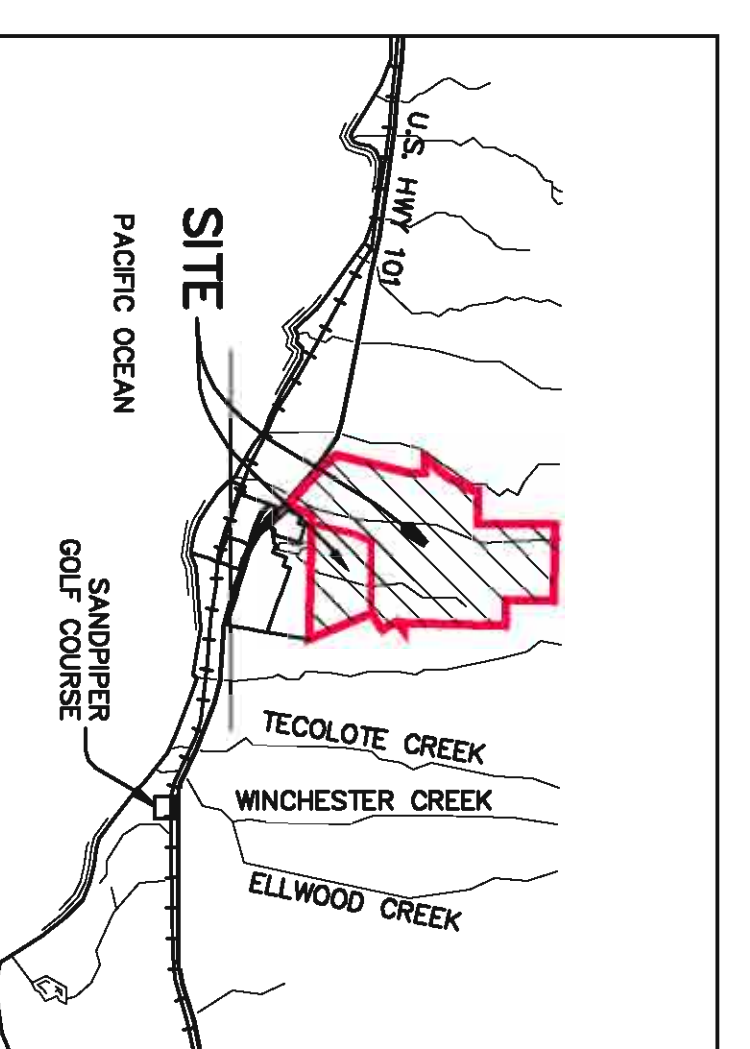 U.S. HWY 101
SITE
PACIFIC OCEAN
SANDPIPER
GOLF COURSE
TECOLOTE CREEK
WINCHESTER CREEK
ELLWOOD CREEK